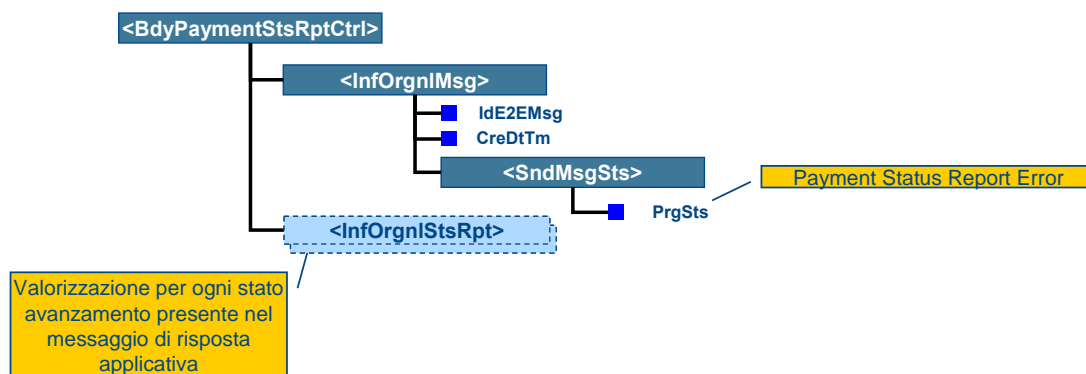 <BdyPaymentStsRptCtrl>
<InfOrgnlMsg>
IdE2EMsg
CreDtTm
<SndMsgSts>
Payment Status Report Error
PrgSts
<InfOrgnlStsRpt>
Valorizzazione per ogni stato
avanzamento presente nel
messaggio di risposta
applicativa